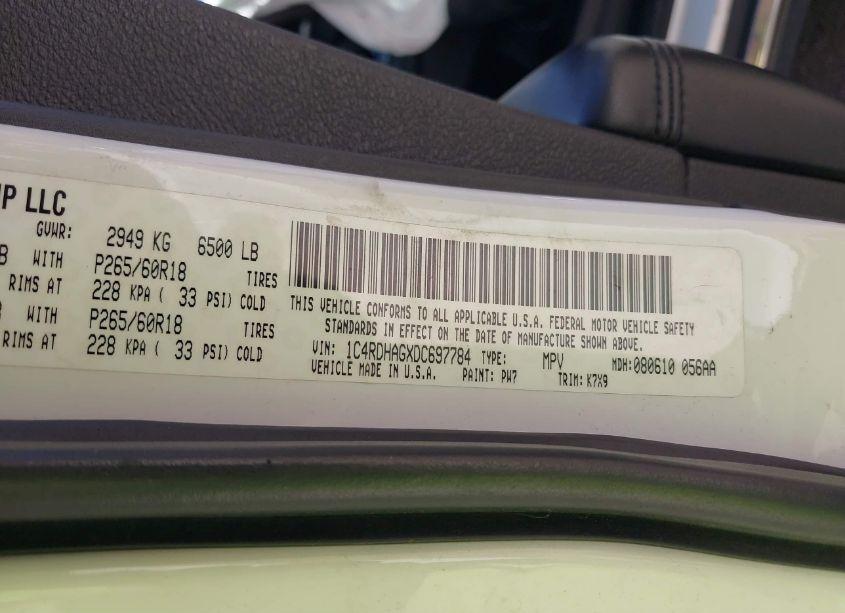 UP LLC
GVWR: 2949 KG 6500 LB
B WITH P265/60R18 TIRES
RIMS AT 228 KPA ( 33 PSI) COLD
WITH P265/60R18 TIRES
RIMS AT 228 KPA ( 33 PSI) COLD
THIS VEHICLE CONFORMS TO ALL APPLICABLE U.S.A. FEDERAL MOTOR VEHICLE SAFETY
STANDARDS IN EFFECT ON THE DATE OF MANUFACTURE SHOWN ABOVE.
VIN: 1C4RDHAGXDC697784 TYPE: MPV MDH:080610 056AA
VEHICLE MADE IN U.S.A. PAINT: PW7 TRIM: K7X9